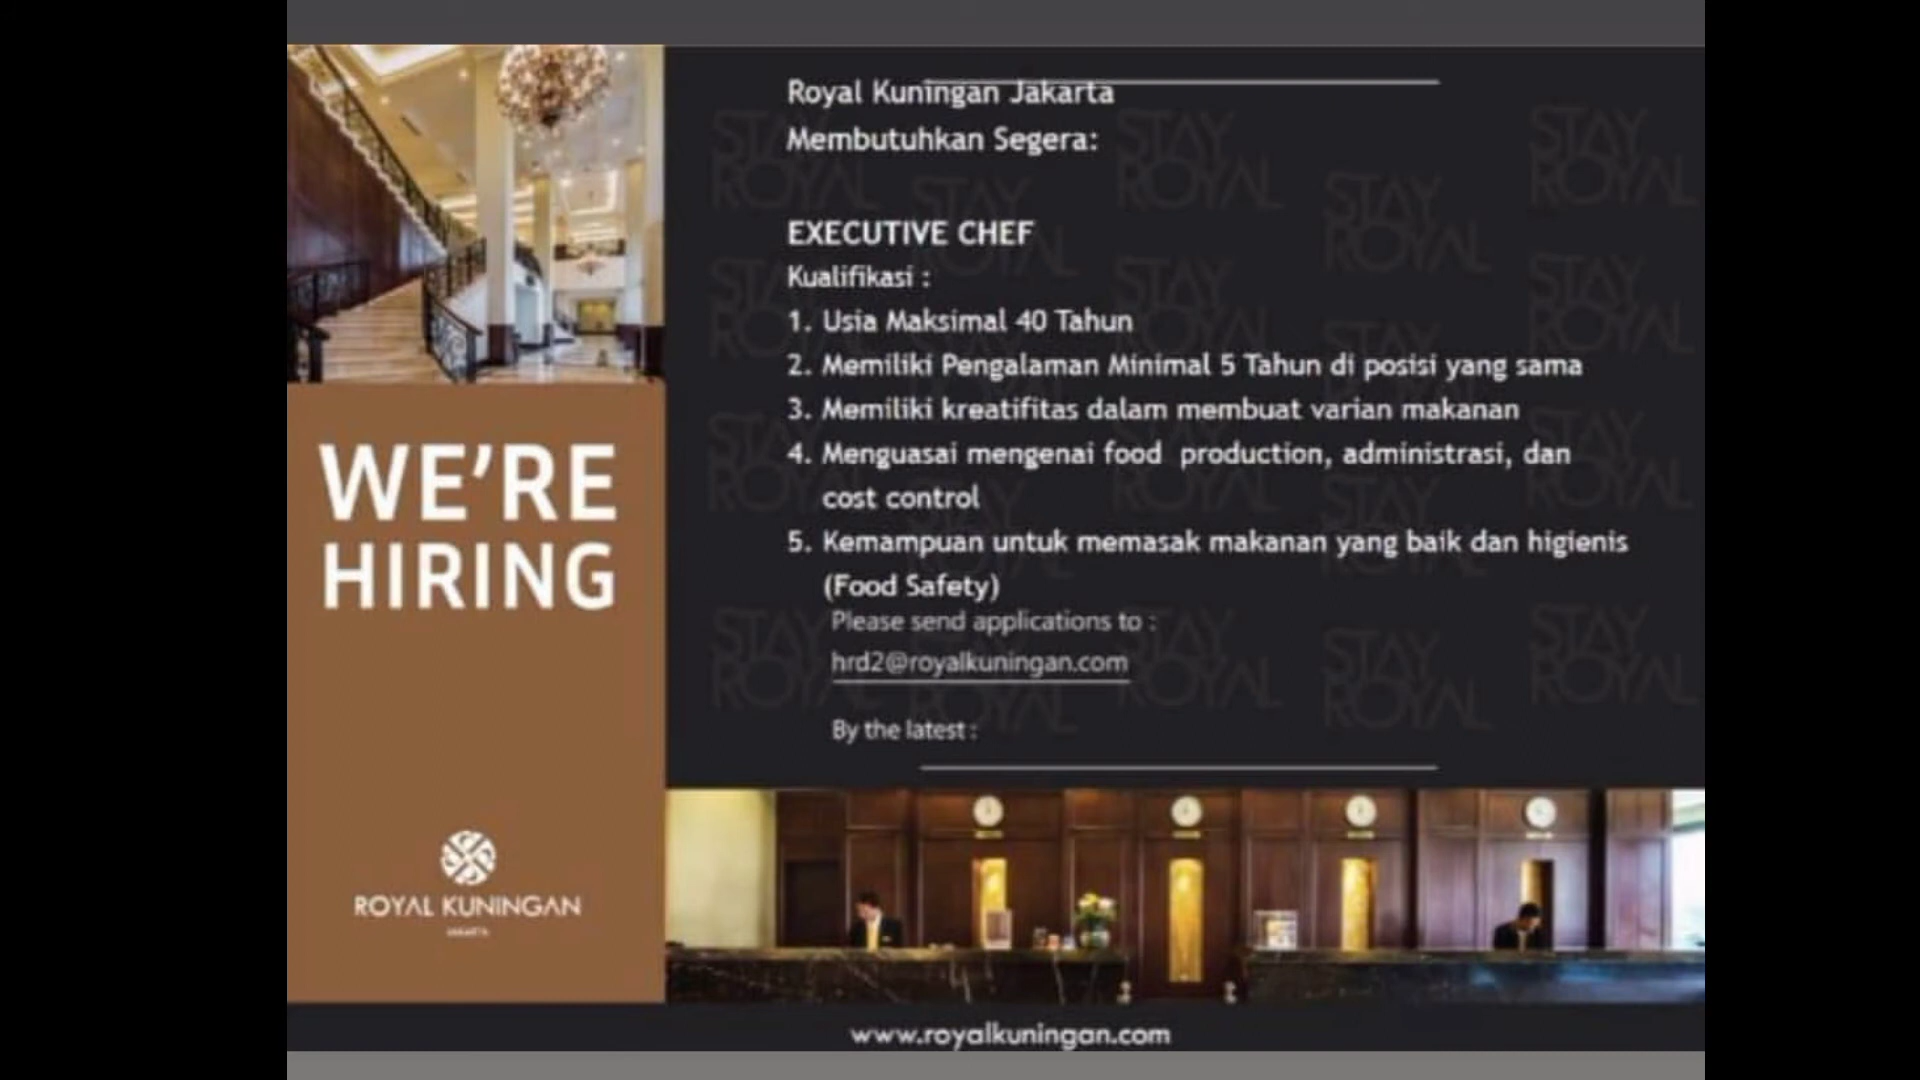 Royal Kuningan Jakarta
Membutuhkan Segera:
EXECUTIVE CHEF
Kualifikasi :
1. Usia Maksimal 40 Tahun
2. Memiliki Pengalaman Minimal 5 Tahun di posisi yang sama
3. Memiliki kreatifitas dalam membuat varian makanan
4. Menguasai mengenai food production, administrasi, dan
cost control
5. Kemampuan untuk memasak makanan yang baik dan higienis
(Food Safety)
Please send applications to :
hrd2@royalkuningan.com
By the latest :
WE'RE
HIRING
ROYAL KUNINGAN
JAKARTA
www.royalkuningan.com
STAY
ROYAL